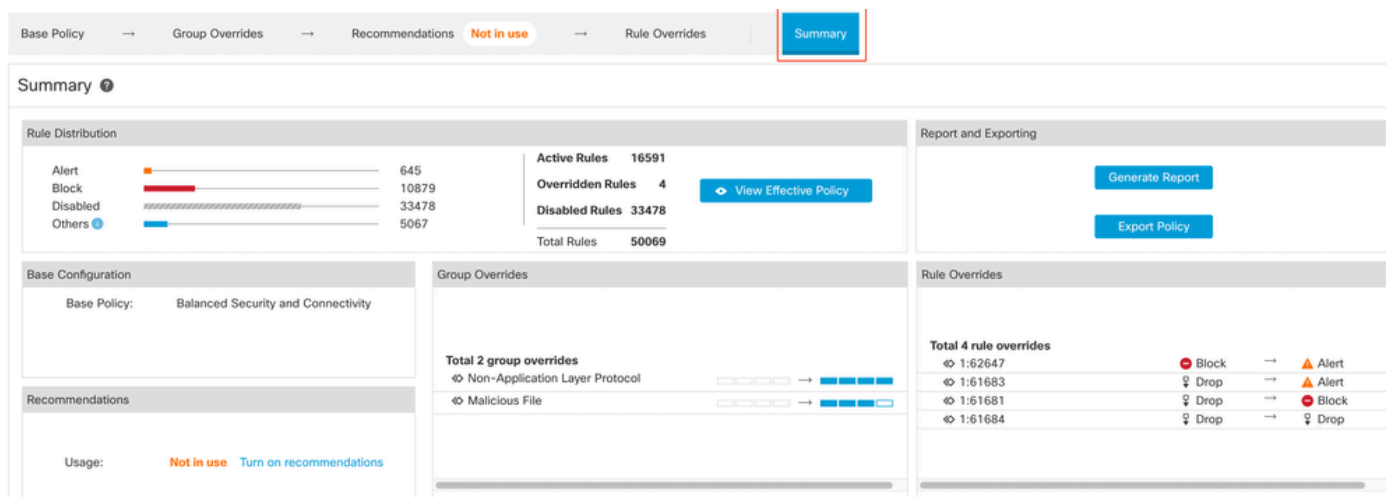 Base Policy → Group Overrides → Recommendations Not in use → Rule Overrides Summary
Summary ?
Rule Distribution
Alert 645
Block 10879
Disabled 33478
Others i 5067
Active Rules 16591
Overridden Rules 4
Disabled Rules 33478
Total Rules 50069
View Effective Policy
Report and Exporting
Generate Report
Export Policy
Base Configuration
Base Policy: Balanced Security and Connectivity
Recommendations
Usage: Not in use Turn on recommendations
Group Overrides
Total 2 group overrides
Non-Application Layer Protocol →
Malicious File →
Rule Overrides
Total 4 rule overrides
1:62647 Block → Alert
1:61683 Drop → Alert
1:61681 Drop → Block
1:61684 Drop → Drop